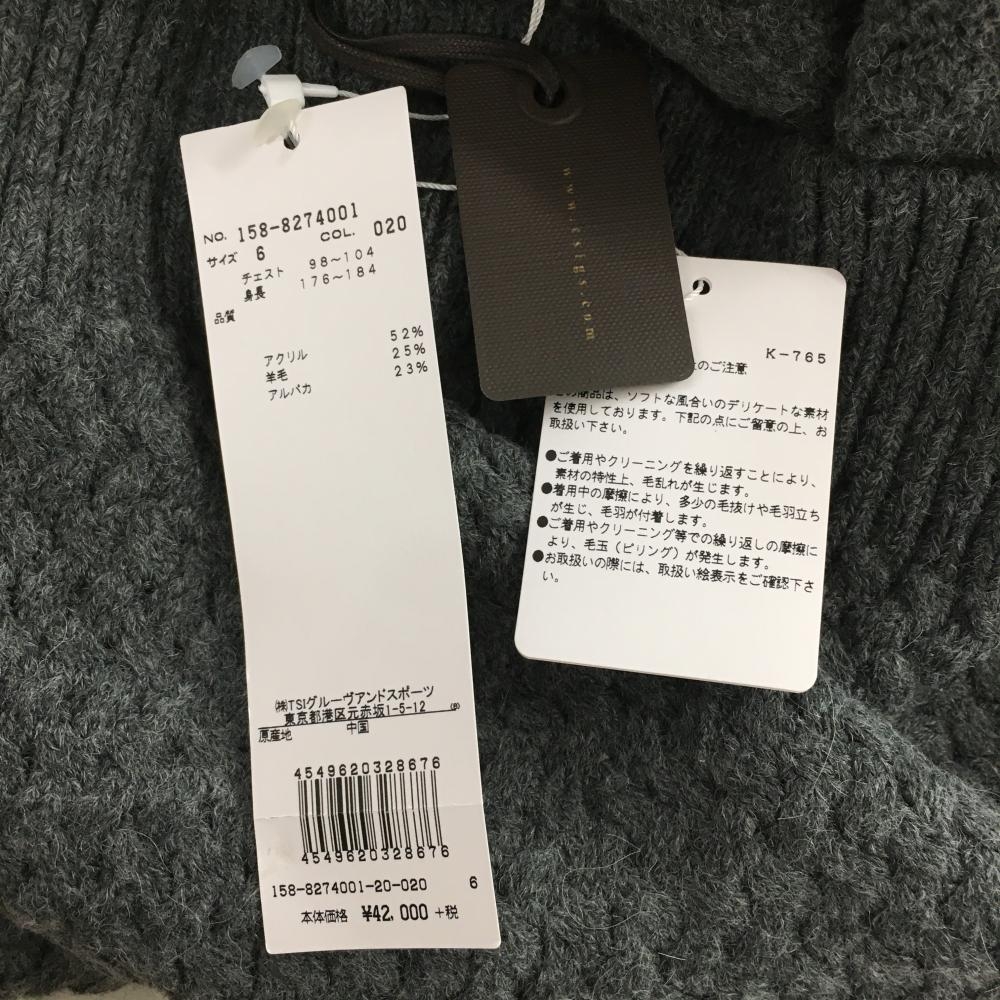 NO. 158-8274001
サイズ 6 COL. 020
チェスト 98～104
身長 176～184
品質
52%
アクリル 25%
羊毛 23%
アルパカ
㈱TSIグルーヴアンドスポーツ
東京都港区元赤坂1-5-12
原産地 中国
4549620328676
4549620328676
158-8274001-20-020 6
本体価格 ¥42,000 +税
www.csigs.com
K-765
のご注意
この商品は、ソフトな風合いのデリケートな素材
を使用しております。下記の点にご留意の上、お
取扱い下さい。
●ご着用やクリーニングを繰り返すことにより、
素材の特性上、毛乱れが生じます。
●着用中の摩擦により、多少の毛抜けや毛羽立ち
が生じ、毛羽が付着します。
●ご着用やクリーニング等での繰り返しの摩擦に
より、毛玉（ピリング）が発生します。
●お取扱いの際には、取扱い絵表示をご確認下さ
い。